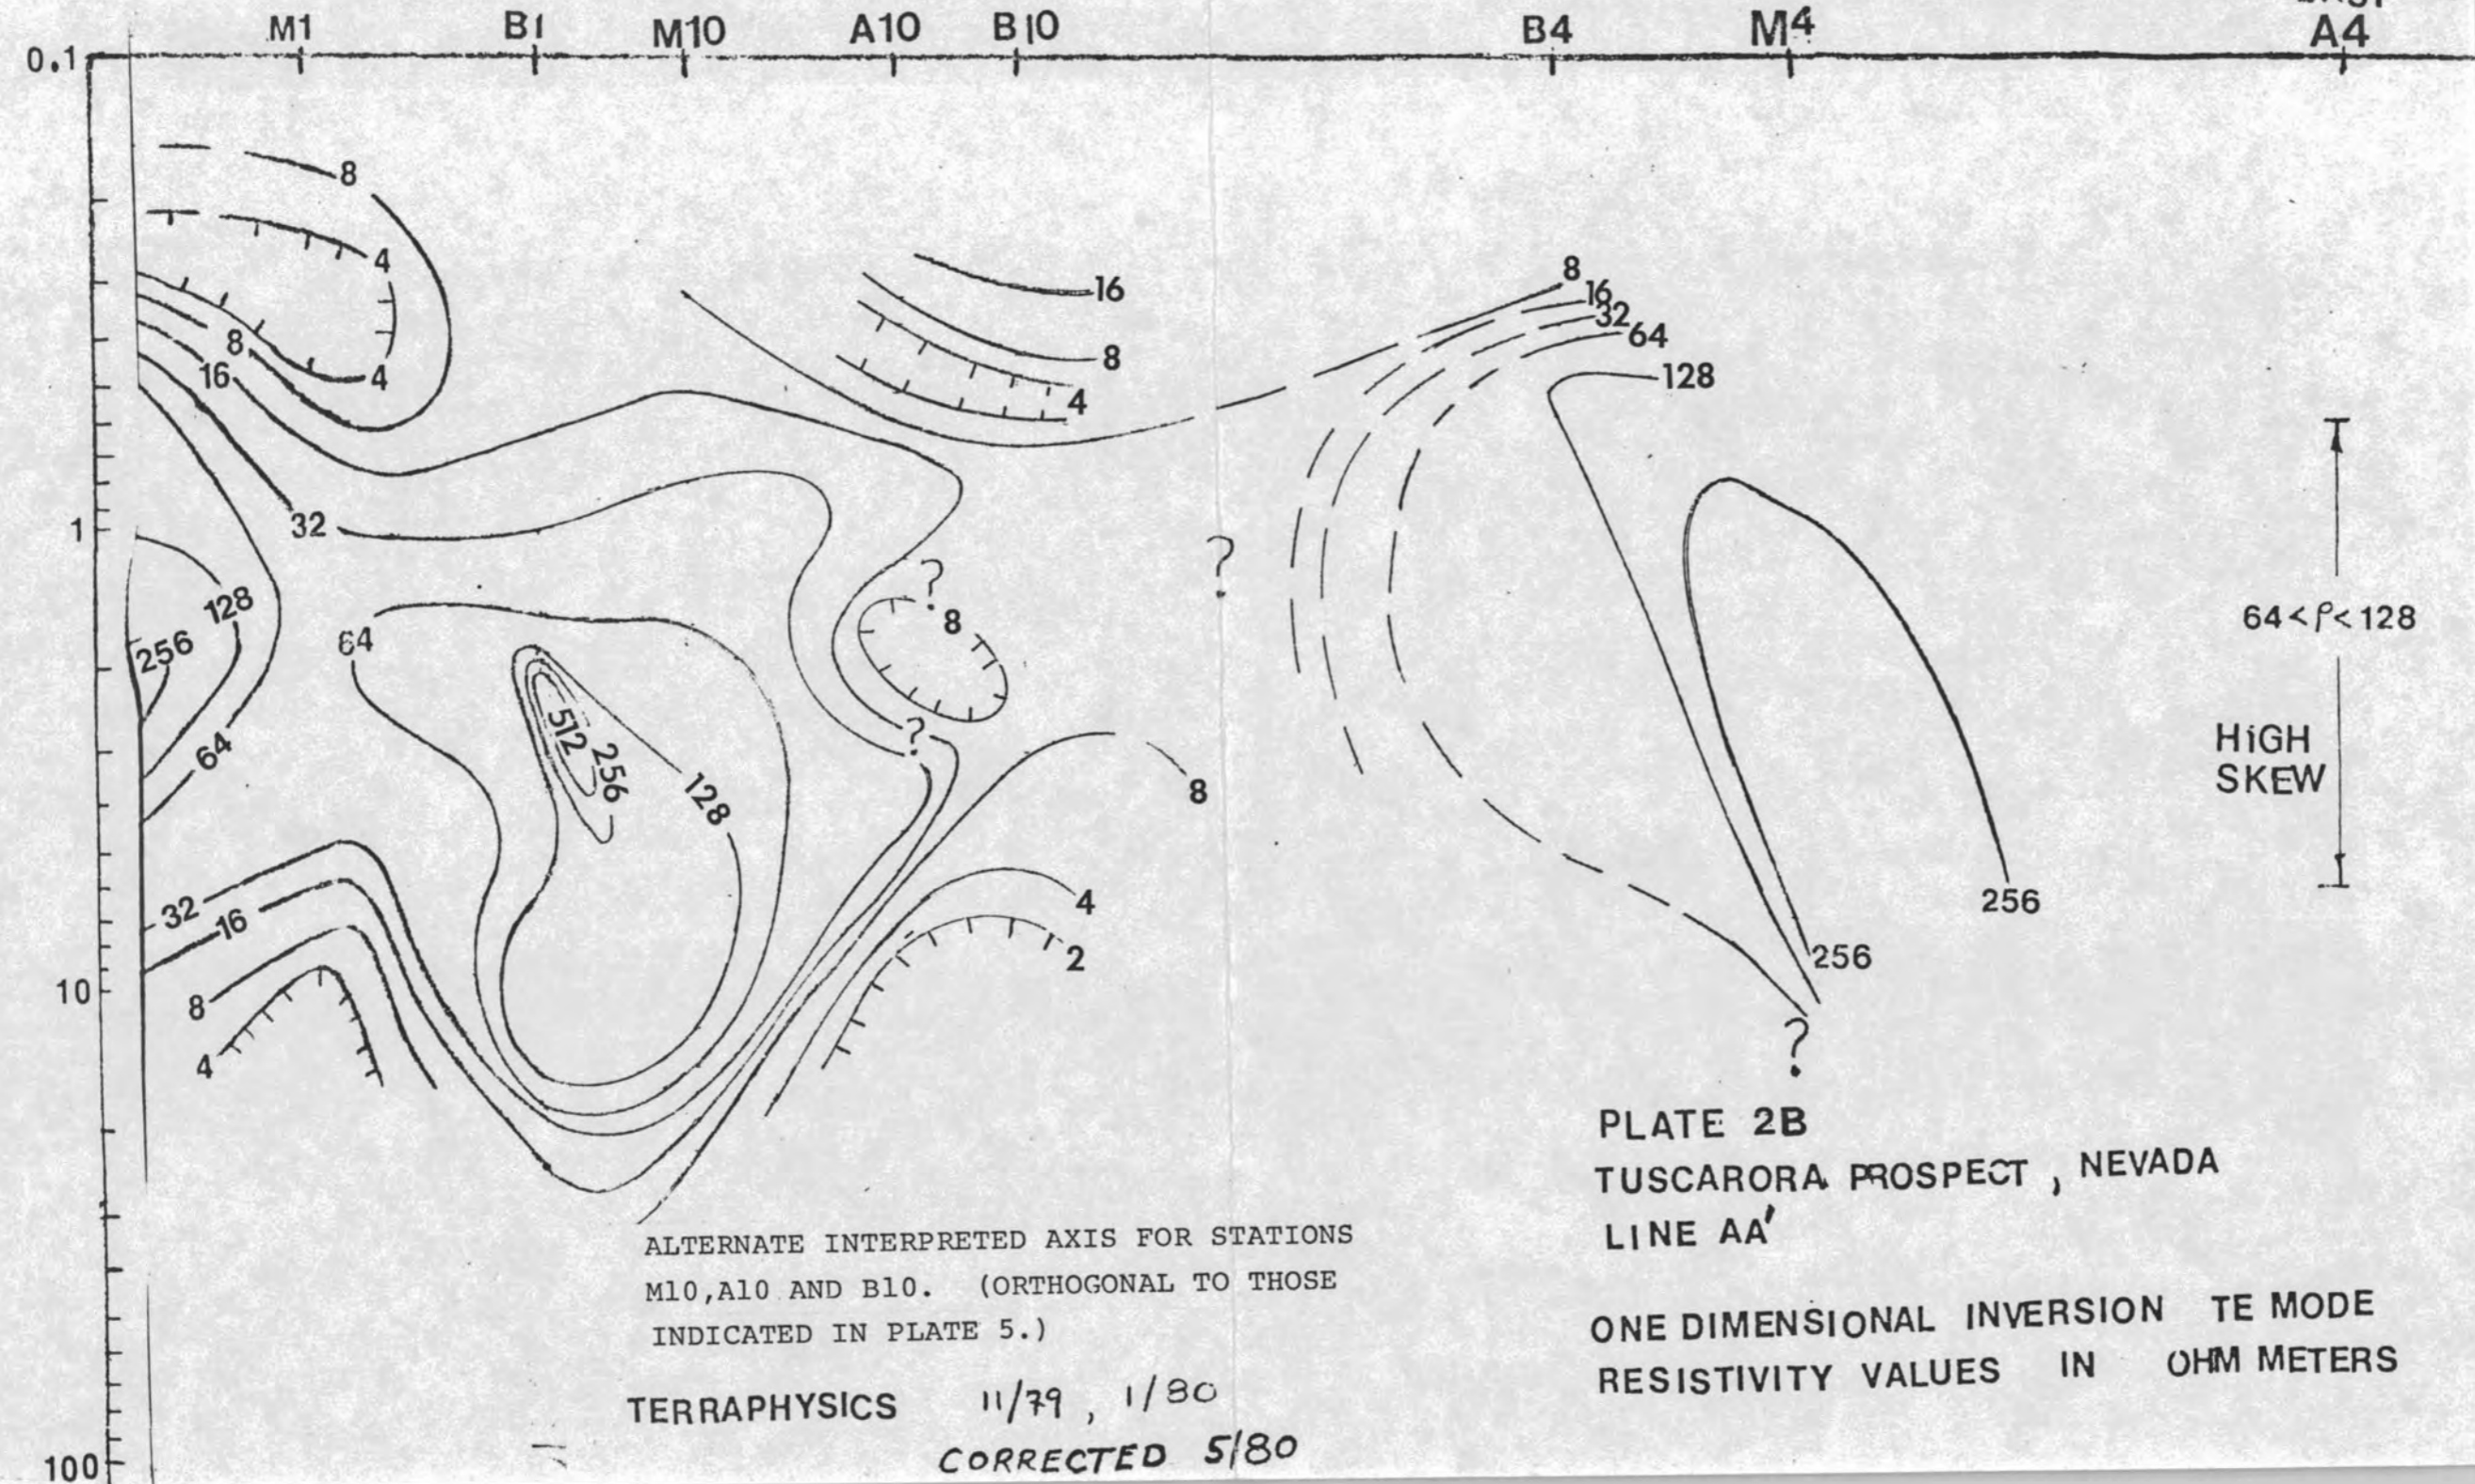 M1 B1 M10 A10 B10 B4 M4 A4
0.1
8
4
8
16
4
16
8
4
8
16
32
64
128
1
32
?
?
128
256
64
8
64<ρ<128
512
256
128
64
?
8
HiGH
SKEW
256
4
2
32
16
256
10
8
4
?
PLATE 2B
TUSCARORA PROSPECT , NEVADA
LINE AA'
ALTERNATE INTERPRETED AXIS FOR STATIONS
M10,A10 AND B10. (ORTHOGONAL TO THOSE
INDICATED IN PLATE 5.)
ONE DIMENSIONAL INVERSION TE MODE
RESISTIVITY VALUES IN OHM METERS
TERRAPHYSICS 11/79 , 1/80
CORRECTED 5/80
100